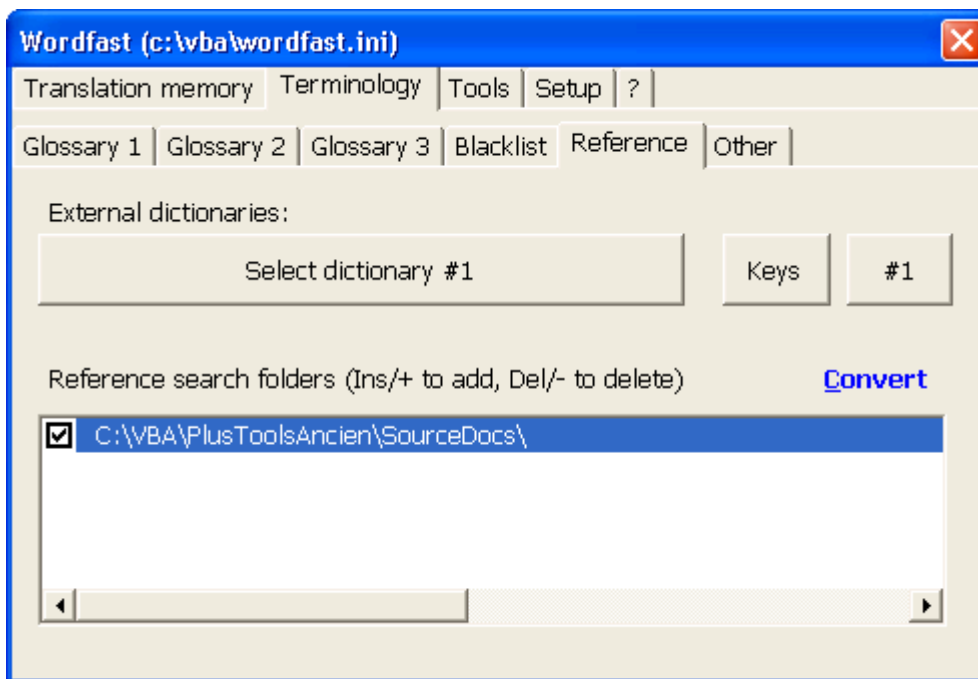 Wordfast (c:\vba\wordfast.ini)
Translation memory Terminology Tools Setup ?
Glossary 1 Glossary 2 Glossary 3 Blacklist Reference Other
External dictionaries:
Select dictionary #1 Keys #1
Reference search folders (Ins/+ to add, Del/- to delete) Convert
C:\VBA\PlusToolsAncien\SourceDocs\